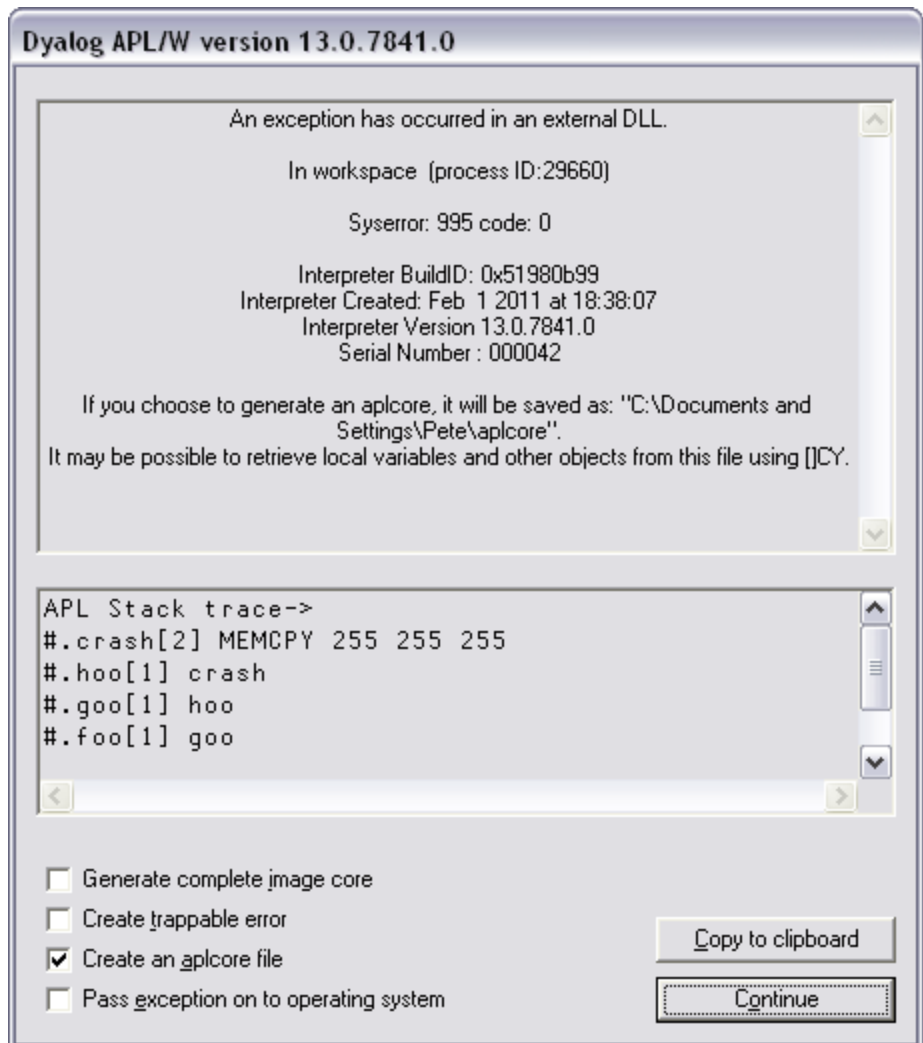 Dyalog APL/W version 13.0.7841.0
An exception has occurred in an external DLL.
In workspace (process ID:29660)
Syserror: 995 code: 0
Interpreter BuildID: 0x51980b99
Interpreter Created: Feb 1 2011 at 18:38:07
Interpreter Version 13.0.7841.0
Serial Number : 000042
If you choose to generate an aplcore, it will be saved as: "C:\Documents and
Settings\Pete\aplcore".
It may be possible to retrieve local variables and other objects from this file using []CY.
APL Stack trace->
#.crash[2] MEMCPY 255 255 255
#.hoo[1] crash
#.goo[1] hoo
#.foo[1] goo
Generate complete image core
Create trappable error
Create an aplcore file
Pass exception on to operating system
Copy to clipboard
Continue